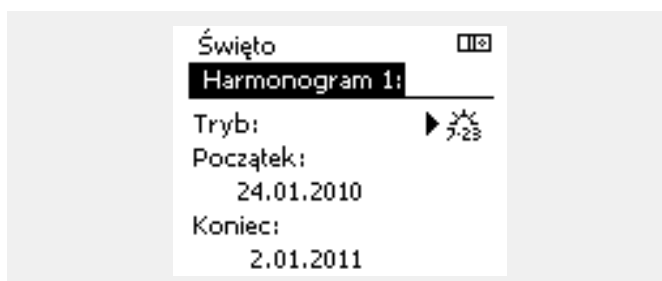 Święto
Harmonogram 1:
Tryb:
7-23
Początek:
24.01.2010
Koniec:
2.01.2011